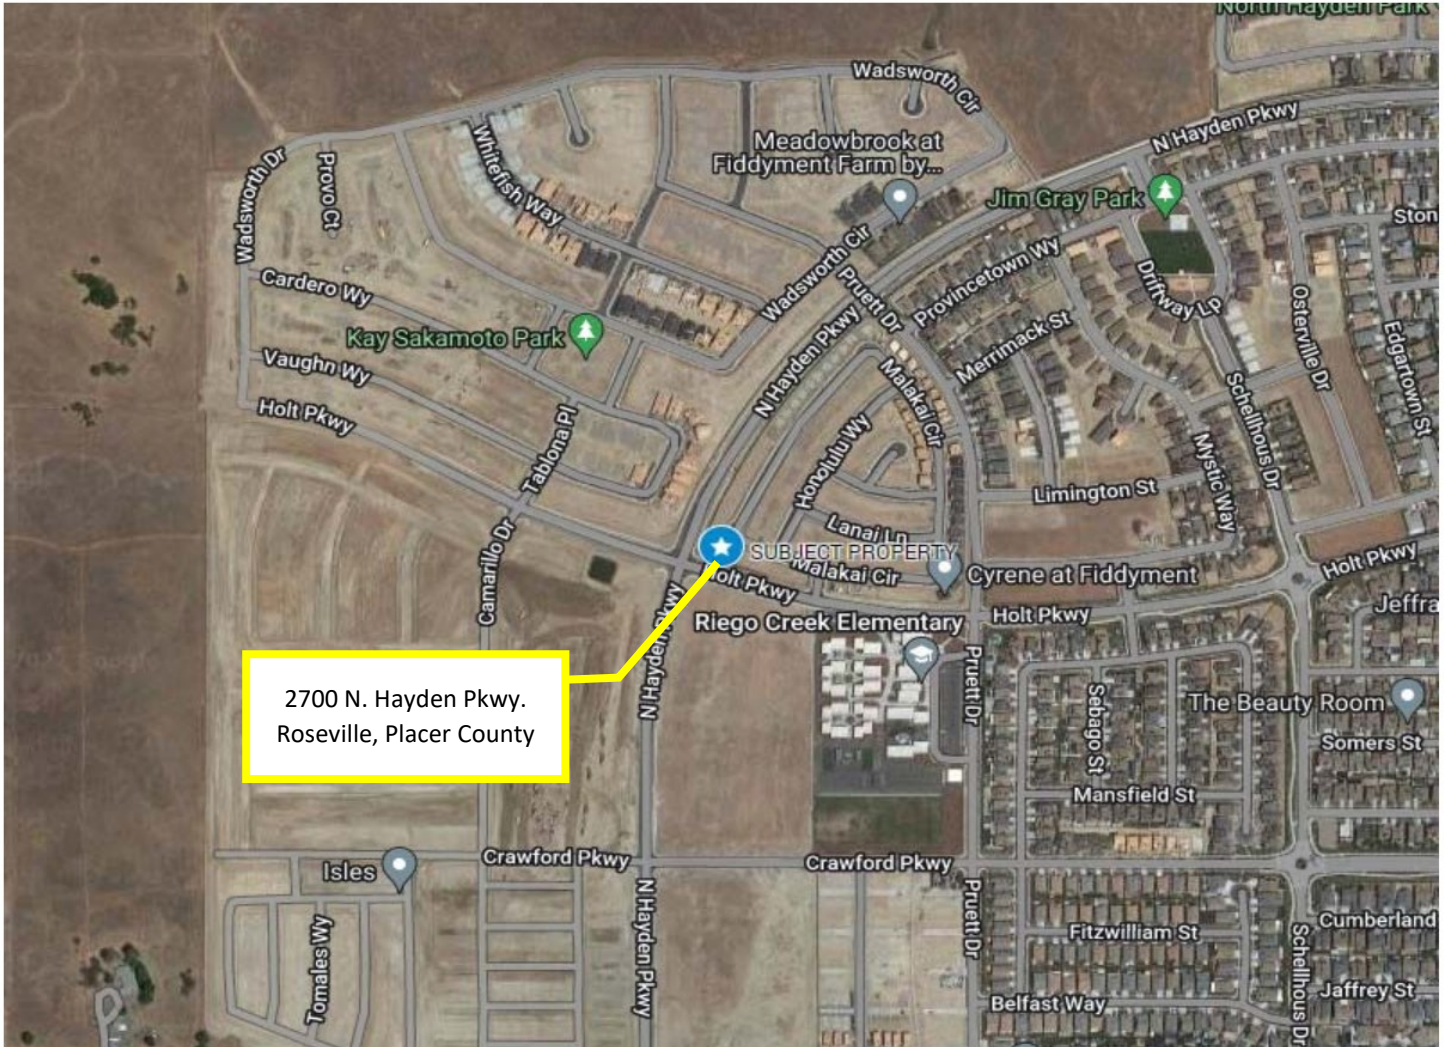 North Hayden Park
Wadsworth Cir
N Hayden Pkwy
Whitefish Way
Meadowbrook at
Fiddyment Farm by...
Wadsworth Dr
Provo Ct
Jim Gray Park
Ston
Wadsworth Cir
Pruett Dr
Provincetown Wy
Driftway Lp
Cardero Wy
Osterville Dr
Kay Sakamoto Park
N Hayden Pkwy
Merrimack St
Edgartown St
Vaughn Wy
Malakai Cir
Schellhous Dr
Holt Pkwy
Tablona Pl
Honolulu Wy
Mystic Way
Limington St
Lanai Ln
Camarillo Dr
SUBJECT PROPERTY
Malakai Cir
Cyrene at Fiddyment
Holt Pkwy
Holt Pkwy
Riego Creek Elementary
Holt Pkwy
Jeffra
N Hayden Pkwy
Pruett Dr
2700 N. Hayden Pkwy.
Roseville, Placer County
Sebago St
The Beauty Room
Somers St
Mansfield St
Isles
Crawford Pkwy
Crawford Pkwy
Tomales Wy
N Hayden Pkwy
Pruett Dr
Fitzwilliam St
Schellhous Dr
Cumberland
Belfast Way
Jaffrey St